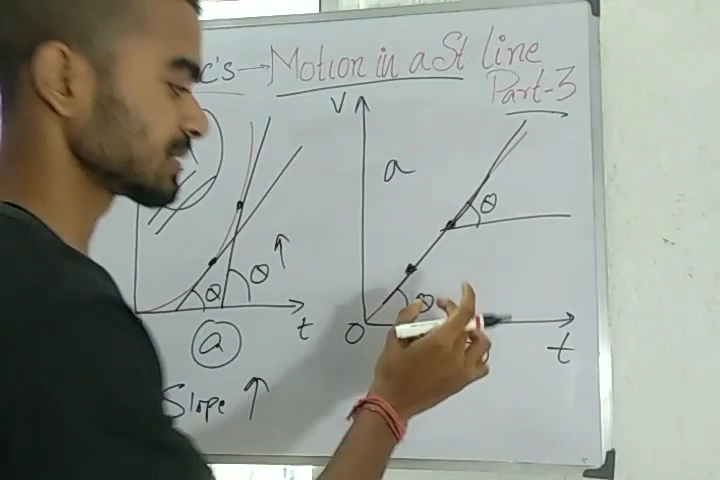 c's → Motion in a St line
Part-3
V
a
θ
θ
θ
θ ↑
t
O
t
a
Slope ↑